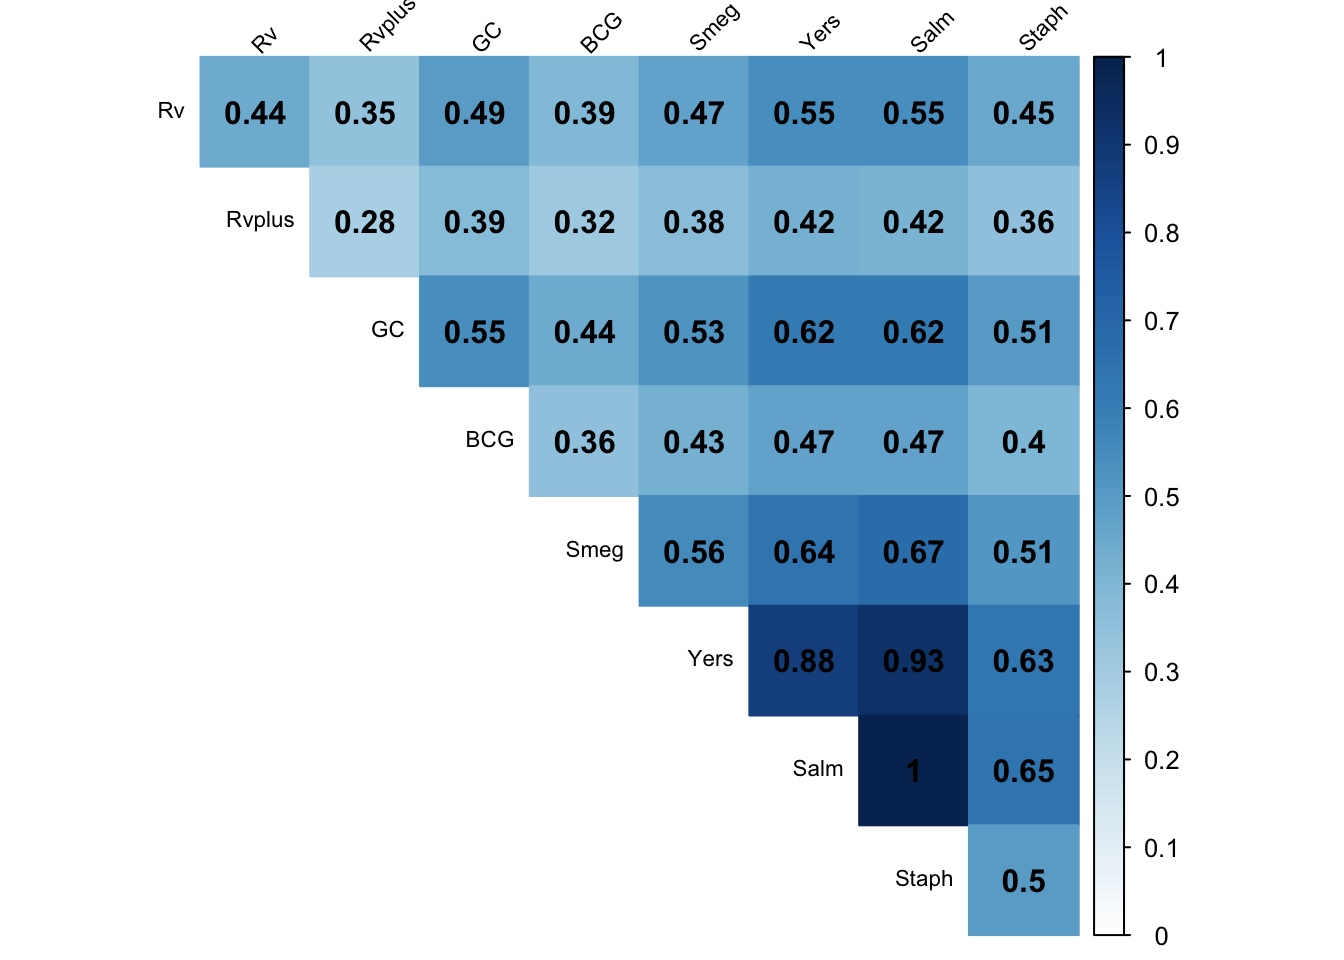 Rv Rvplus GC BCG Smeg Yers Salm Staph
Rv 0.44 0.35 0.49 0.39 0.47 0.55 0.55 0.45
Rvplus 0.28 0.39 0.32 0.38 0.42 0.42 0.36
GC 0.55 0.44 0.53 0.62 0.62 0.51
BCG 0.36 0.43 0.47 0.47 0.4
Smeg 0.56 0.64 0.67 0.51
Yers 0.88 0.93 0.63
Salm 1 0.65
Staph 0.5
1
0.9
0.8
0.7
0.6
0.5
0.4
0.3
0.2
0.1
0